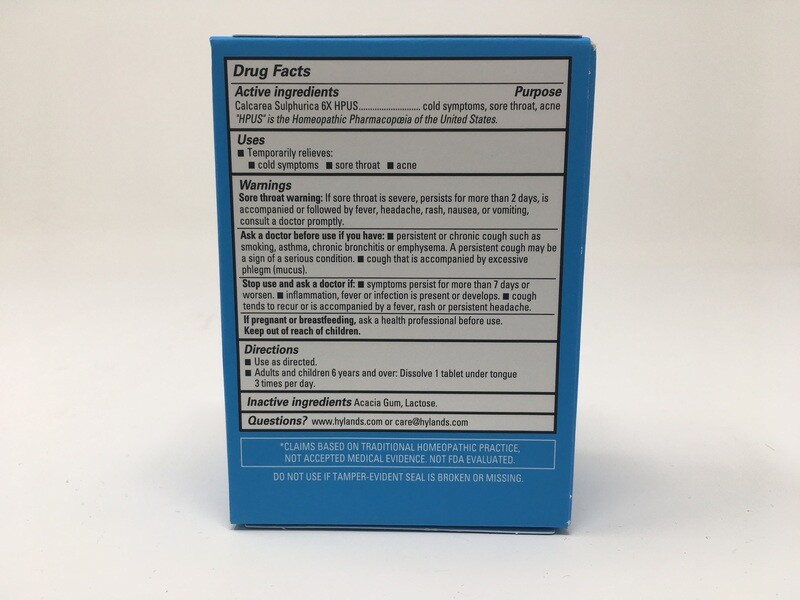 Drug Facts
Active ingredients Purpose
Calcarea Sulphurica 6X HPUS........................... cold symptoms, sore throat, acne
"HPUS" is the Homeopathic Pharmacopœia of the United States.
Uses
■ Temporarily relieves:
■ cold symptoms ■ sore throat ■ acne
Warnings
Sore throat warning: If sore throat is severe, persists for more than 2 days, is
accompanied or followed by fever, headache, rash, nausea, or vomiting,
consult a doctor promptly.
Ask a doctor before use if you have: ■ persistent or chronic cough such as
smoking, asthma, chronic bronchitis or emphysema. A persistent cough may be
a sign of a serious condition. ■ cough that is accompanied by excessive
phlegm (mucus).
Stop use and ask a doctor if: ■ symptoms persist for more than 7 days or
worsen. ■ inflammation, fever or infection is present or develops. ■ cough
tends to recur or is accompanied by a fever, rash or persistent headache.
If pregnant or breastfeeding, ask a health professional before use.
Keep out of reach of children.
Directions
■ Use as directed.
■ Adults and children 6 years and over: Dissolve 1 tablet under tongue
3 times per day.
Inactive ingredients Acacia Gum, Lactose.
Questions? www.hylands.com or care@hylands.com
*CLAIMS BASED ON TRADITIONAL HOMEOPATHIC PRACTICE,
NOT ACCEPTED MEDICAL EVIDENCE. NOT FDA EVALUATED.
DO NOT USE IF TAMPER-EVIDENT SEAL IS BROKEN OR MISSING.